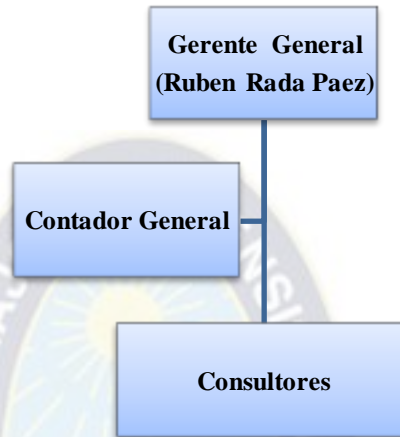 Gerente General
(Ruben Rada Paez)
Contador General
Consultores